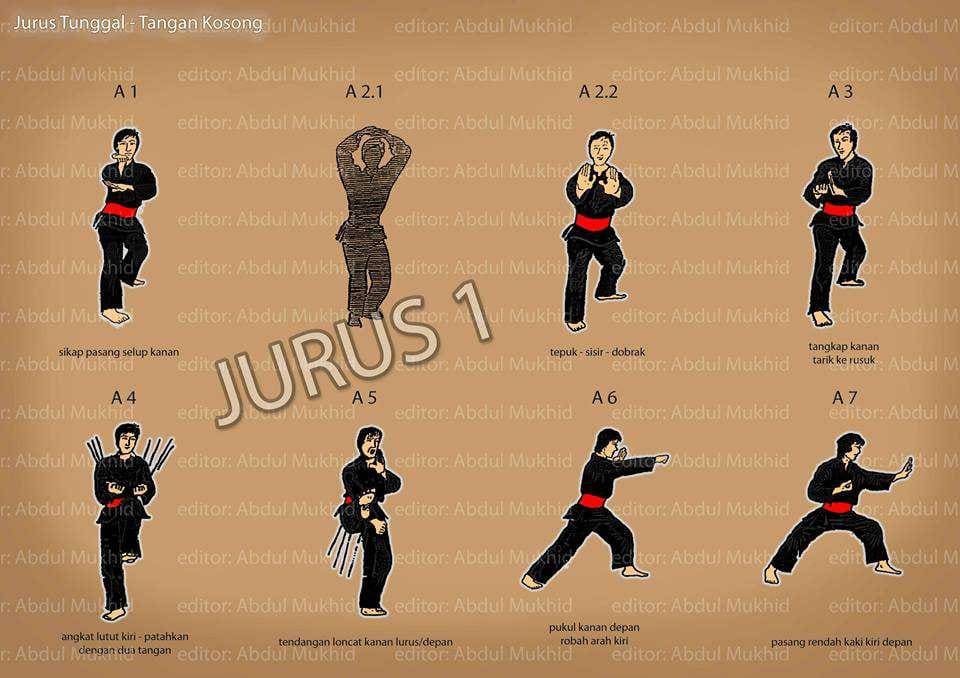 Jurus Tunggal - Tangan Kosong
editor: Abdul Mukhid
A 1
A 2.1
A 2.2
A 3
sikap pasang selup kanan
tepuk - sisir - dobrak
tangkap kanan
tarik ke rusuk
JURUS 1
A 4
A 5
A 6
A 7
angkat lutut kiri - patahkan
dengan dua tangan
tendangan loncat kanan lurus/depan
pukul kanan depan
robah arah kiri
pasang rendah kaki kiri depan